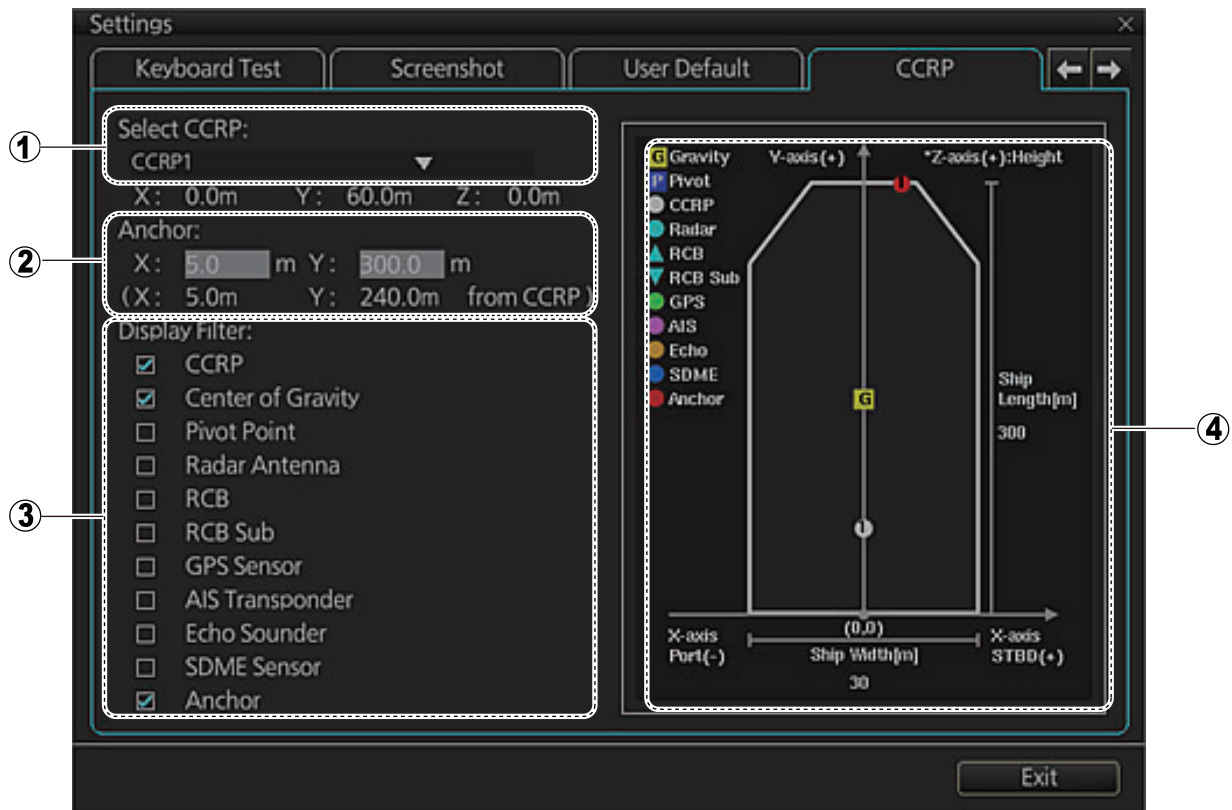 Settings
Keyboard Test
Screenshot
User Default
CCRP
1
Select CCRP:
CCRP1
X: 0.0m Y: 60.0m Z: 0.0m
2
Anchor:
X: 5.0 m Y: 300.0 m
(X: 5.0m Y: 240.0m from CCRP)
3
Display Filter:
CCRP
Center of Gravity
Pivot Point
Radar Antenna
RCB
RCB Sub
GPS Sensor
AIS Transponder
Echo Sounder
SDME Sensor
Anchor
4
G Gravity
P Pivot
CCRP
Radar
RCB
RCB Sub
GPS
AIS
Echo
SDME
Anchor
Y-axis(+)
*Z-axis(+):Height
G
Ship
Length[m]
300
1
(0,0)
X-axis
Port(-)
Ship Width[m]
30
X-axis
STBD(+)
Exit